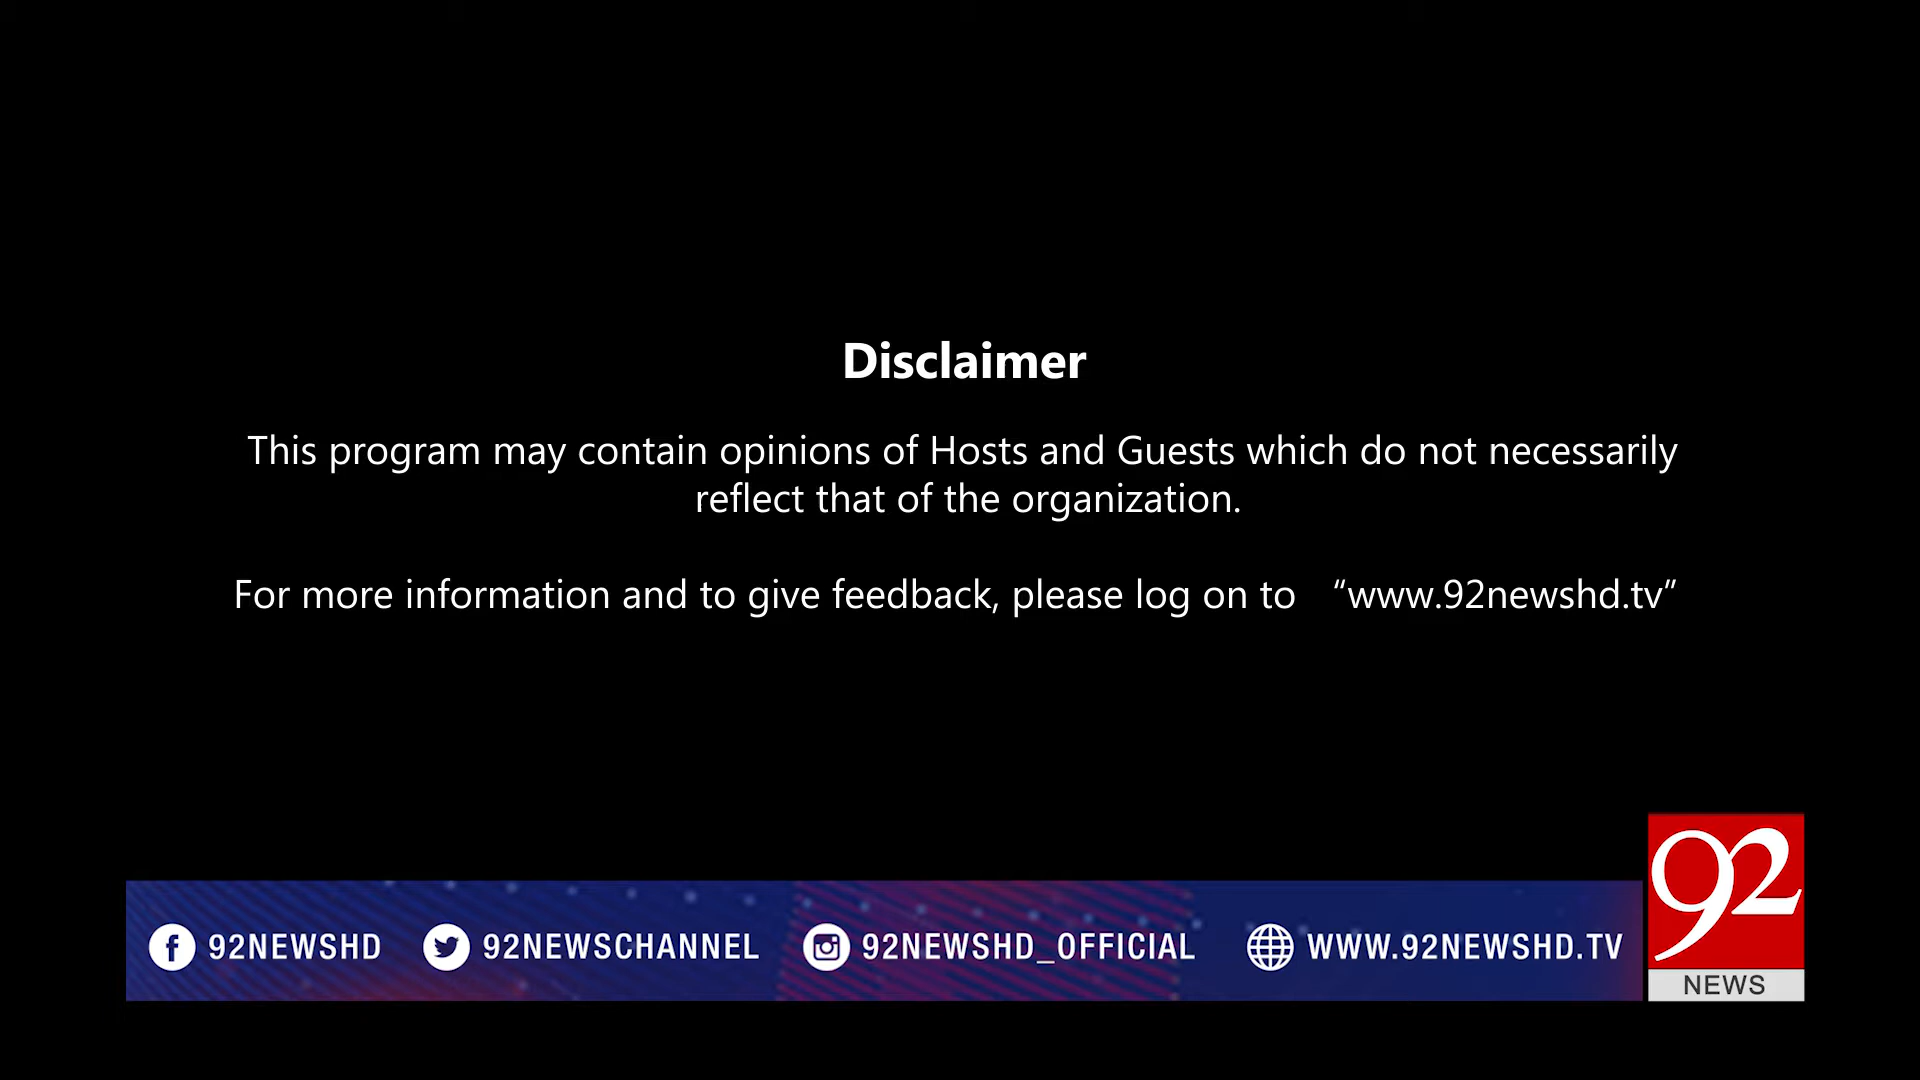 Disclaimer
This program may contain opinions of Hosts and Guests which do not necessarily
reflect that of the organization.
For more information and to give feedback, please log on to “www.92newshd.tv”
92NEWSHD 92NEWSCHANNEL 92NEWSHD_OFFICIAL WWW.92NEWSHD.TV
92
NEWS